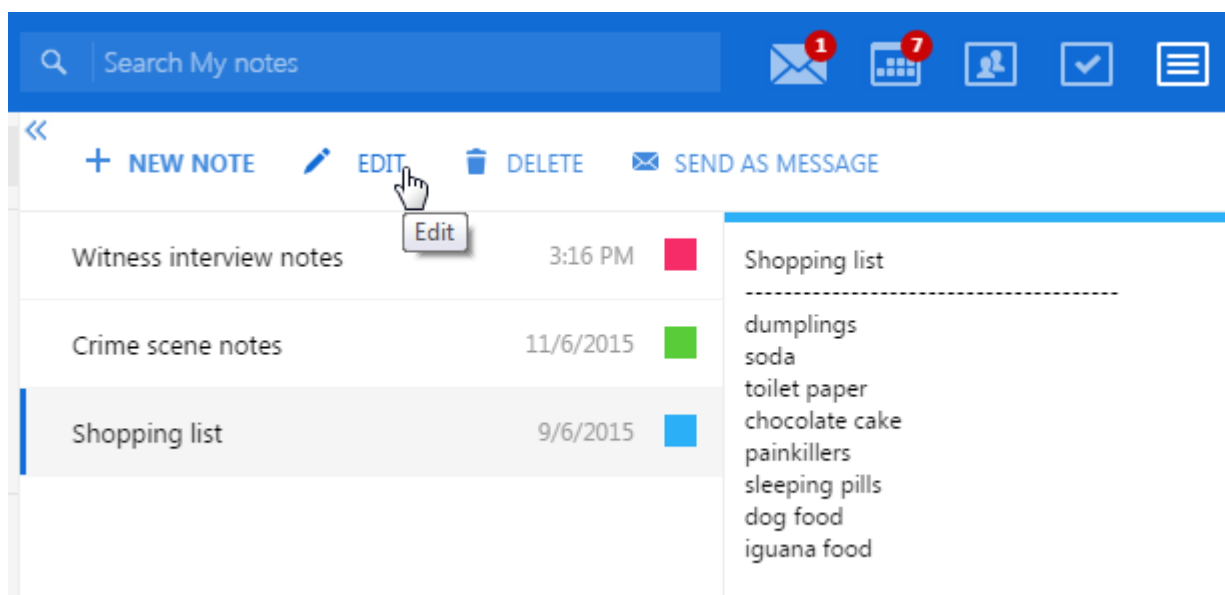 Search My notes
1
7
NEW NOTE EDIT DELETE SEND AS MESSAGE
Edit
Witness interview notes 3:16 PM
Crime scene notes 11/6/2015
Shopping list 9/6/2015
Shopping list
---------------------------------------
dumplings
soda
toilet paper
chocolate cake
painkillers
sleeping pills
dog food
iguana food